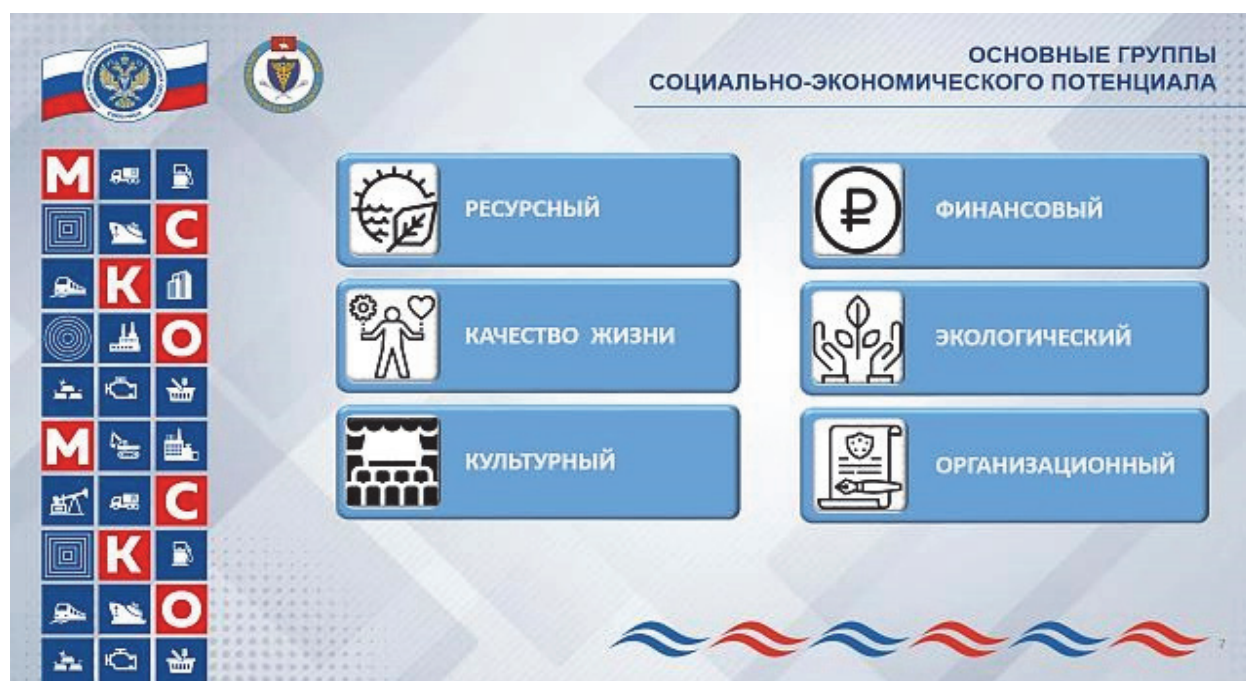 ОСНОВНЫЕ ГРУППЫ
СОЦИАЛЬНО-ЭКОНОМИЧЕСКОГО ПОТЕНЦИАЛА
М
С
К
О
М
С
К
О
РЕСУРСНЫЙ
ФИНАНСОВЫЙ
КАЧЕСТВО ЖИЗНИ
ЭКОЛОГИЧЕСКИЙ
КУЛЬТУРНЫЙ
ОРГАНИЗАЦИОННЫЙ
7